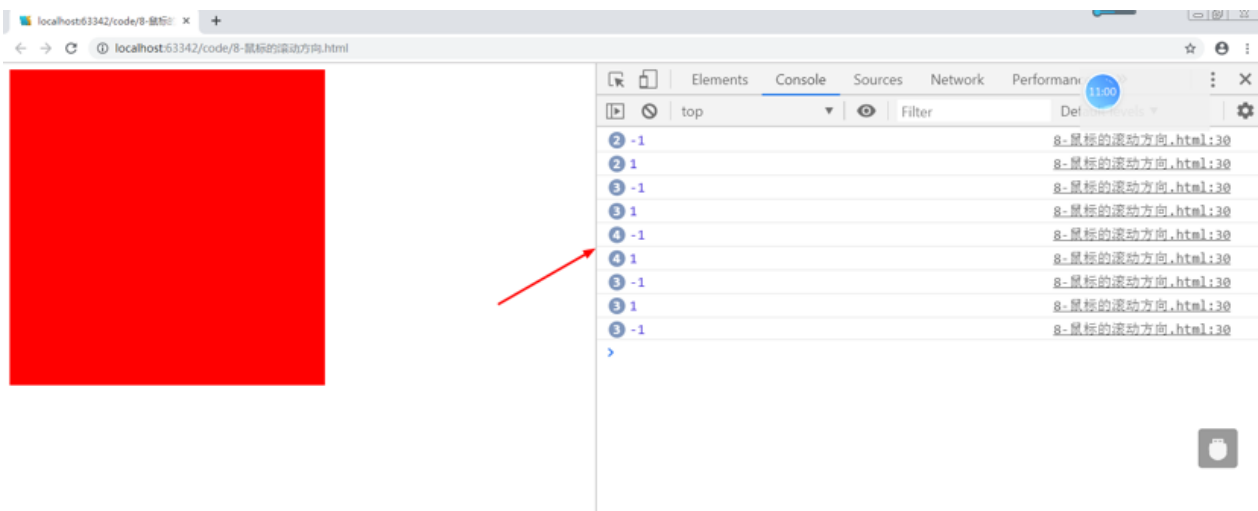 localhost:63342/code/8-鼠标
localhost:63342/code/8-鼠标的滚动方向.html
Elements Console Sources Network Performan
11:00
top Filter Def levels
2 -1 8-鼠标的滚动方向.html:30
2 1 8-鼠标的滚动方向.html:30
3 -1 8-鼠标的滚动方向.html:30
3 1 8-鼠标的滚动方向.html:30
4 -1 8-鼠标的滚动方向.html:30
4 1 8-鼠标的滚动方向.html:30
3 -1 8-鼠标的滚动方向.html:30
3 1 8-鼠标的滚动方向.html:30
3 -1 8-鼠标的滚动方向.html:30